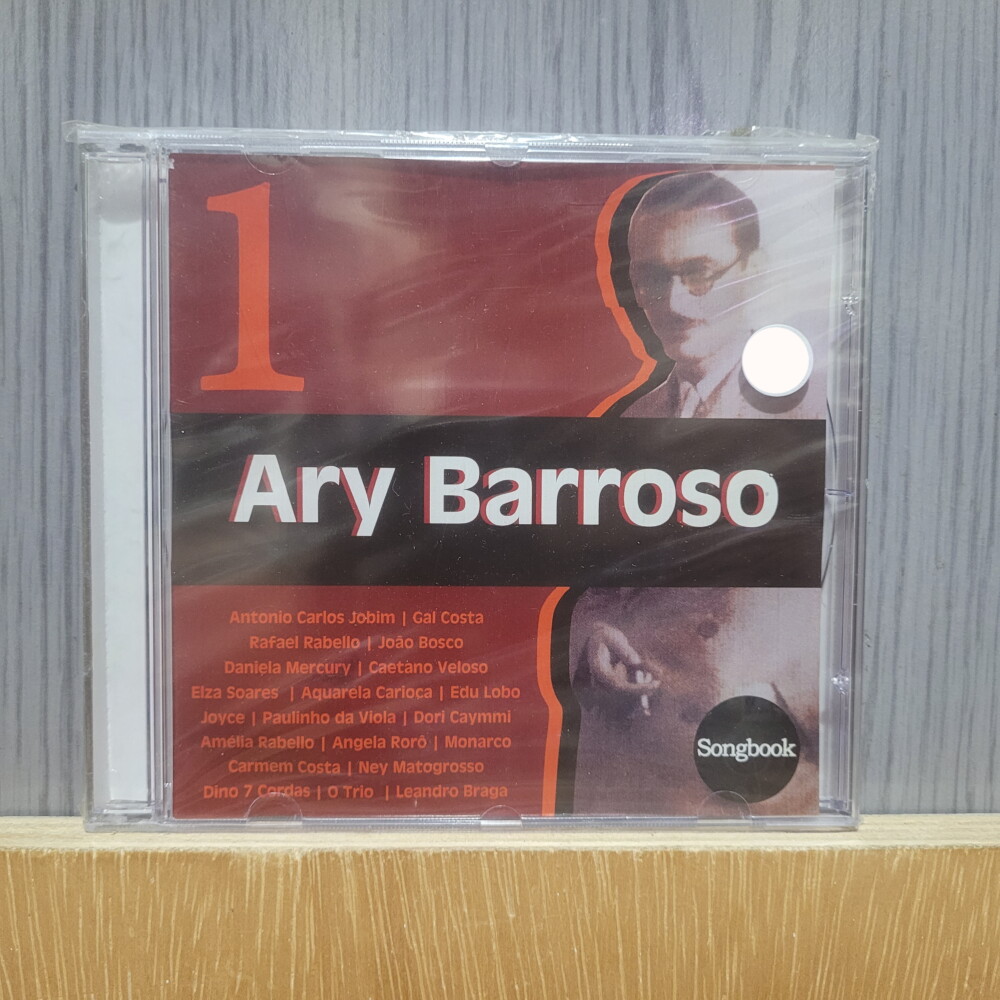 1
Ary Barroso
Antonio Carlos Jobim | Gal Costa
Rafael Rabello | João Bosco
Daniela Mercury | Caetano Veloso
Elza Soares | Aquarela Carioca | Edu Lobo
Joyce | Paulinho da Viola | Dori Caymmi
Amélia Rabello | Angela Rorô | Monarco
Carmem Costa | Ney Matogrosso
Dino 7 Cordas | O Trio | Leandro Braga
Songbook